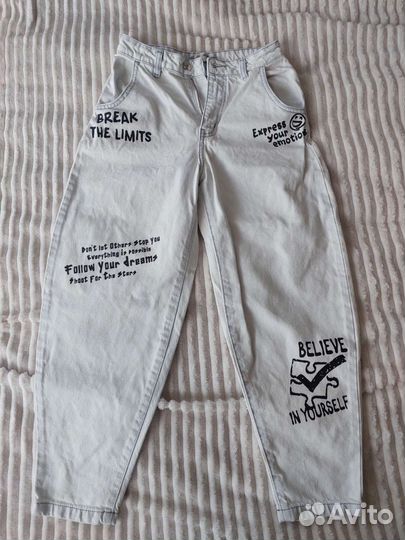 BREAK
THE LIMITS
Express
your
emotion
Don't let Others Stop You
Everything is Possible
Follow Your dreams
Shoot For the Stars
BELIEVE
IN YOURSELF
Avito